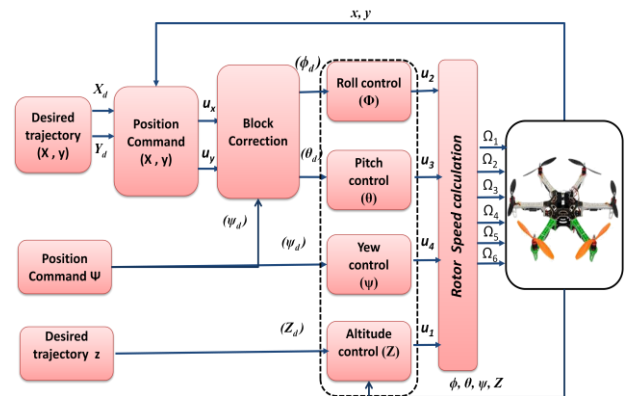 x, y
X_d
Y_d
Desired
trajectory
(X , y)
Position
Command
(X , y)
u_x
u_y
Block
Correction
(ϕ_d)
(θ_d)
(ψ_d)
Roll control
(Φ)
Pitch
control
(θ)
u_2
u_3
Rotor Speed calculation
Ω_1
Ω_2
Ω_3
Ω_4
Ω_5
Ω_6
Position
Command Ψ
(ψ_d)
Yew
control
(ψ)
u_4
Desired
trajectory z
(Z_d)
Altitude
control (Z)
u_1
ϕ, θ, ψ, Z